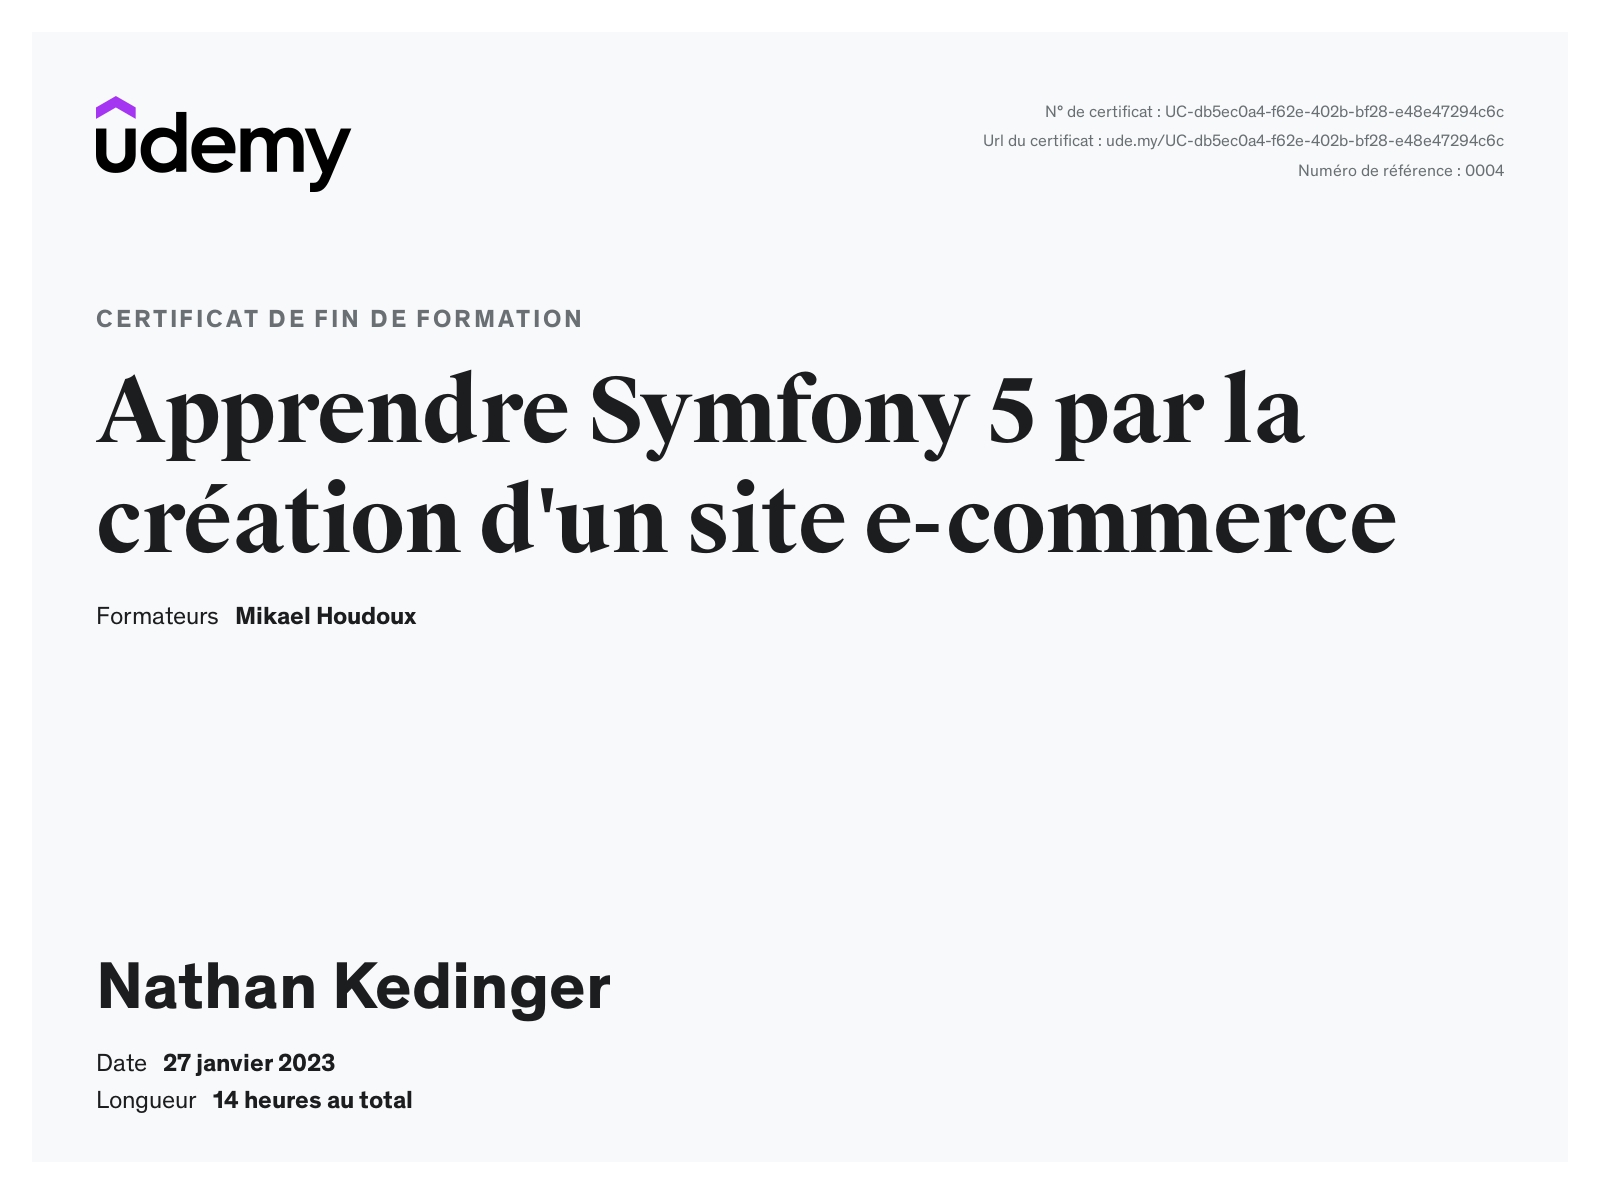 udemy
N° de certificat : UC-db5ec0a4-f62e-402b-bf28-e48e47294c6c
Url du certificat : ude.my/UC-db5ec0a4-f62e-402b-bf28-e48e47294c6c
Numéro de référence : 0004
CERTIFICAT DE FIN DE FORMATION
Apprendre Symfony 5 par la
création d'un site e-commerce
Formateurs Mikael Houdoux
Nathan Kedinger
Date 27 janvier 2023
Longueur 14 heures au total